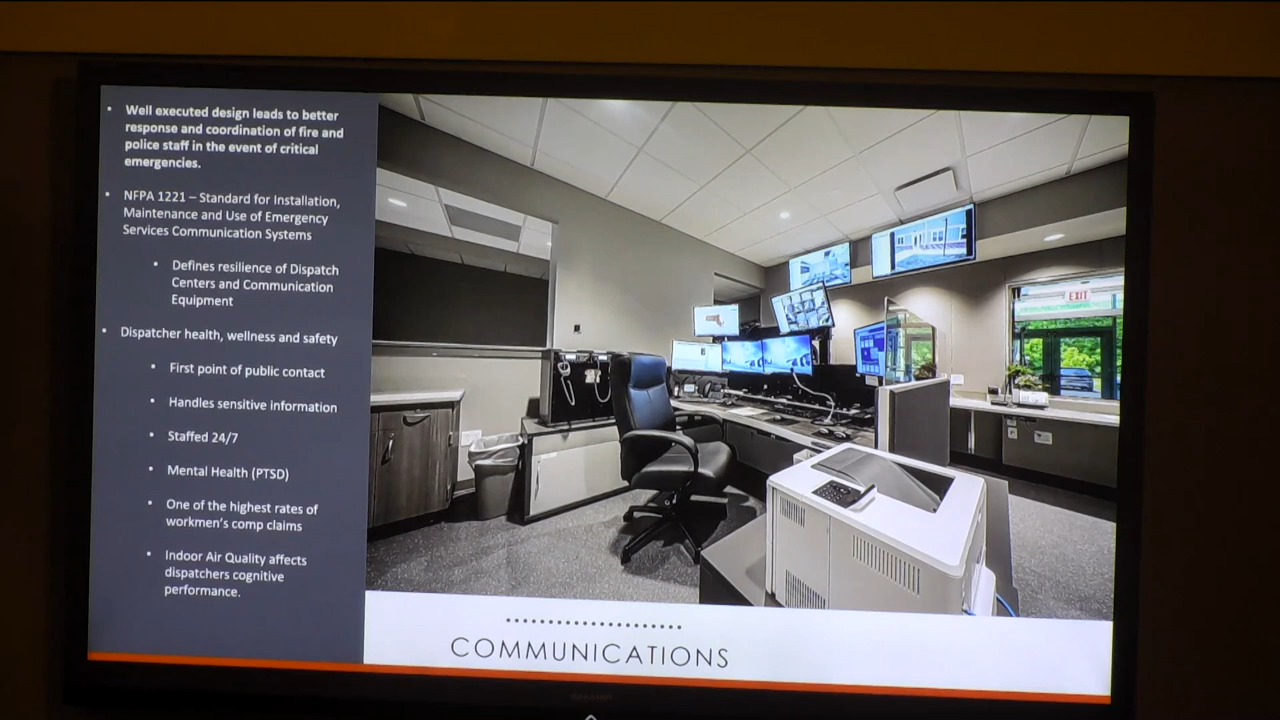 • Well executed design leads to better
response and coordination of fire and
police staff in the event of critical
emergencies.
• NFPA 1221 – Standard for Installation,
Maintenance and Use of Emergency
Services Communication Systems
• Defines resilience of Dispatch
Centers and Communication
Equipment
• Dispatcher health, wellness and safety
• First point of public contact
• Handles sensitive information
• Staffed 24/7
• Mental Health (PTSD)
• One of the highest rates of
workmen's comp claims
• Indoor Air Quality affects
dispatchers cognitive
performance.
EXIT
COMMUNICATIONS